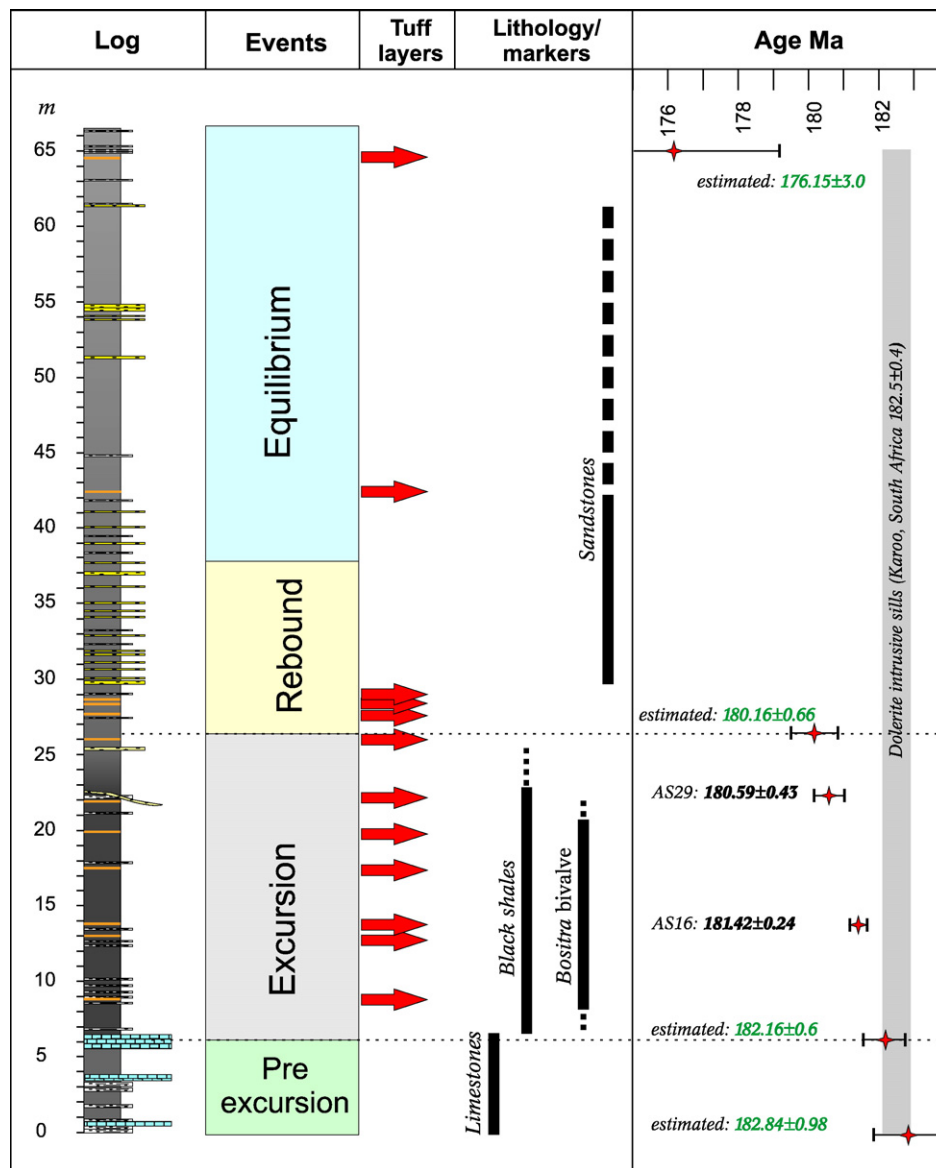 Log
Events
Tuff
layers
Lithology/
markers
Age Ma
m
176
178
180
182
65
estimated: 176.15±3.0
60
55
Equilibrium
50
Dolerite intrusive sills (Karoo, South Africa 182.5±0.4)
45
Sandstones
40
35
Rebound
30
estimated: 180.16±0.66
25
AS29: 180.59±0.43
20
Excursion
15
AS16: 181.42±0.24
Black shales
Bositra bivalve
10
estimated: 182.16±0.6
5
Pre
excursion
Limestones
estimated: 182.84±0.98
0